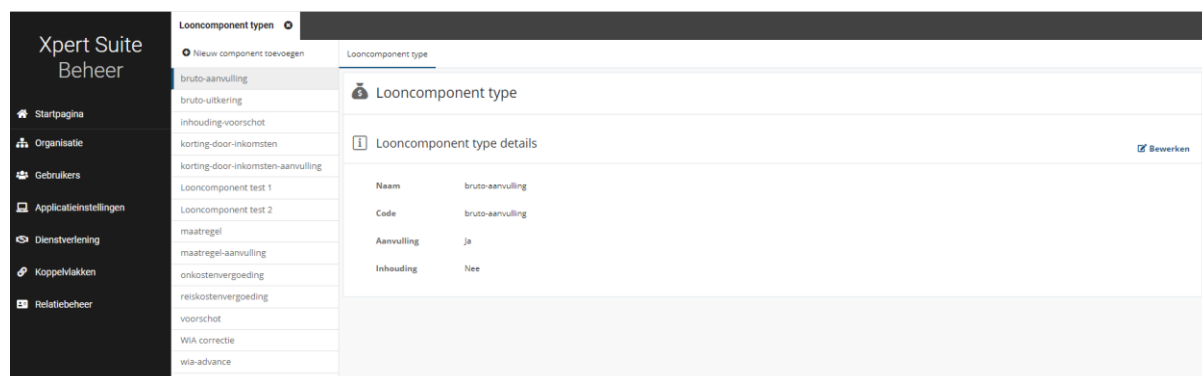 Xpert Suite
Beheer
Startpagina
Organisatie
Gebruikers
Applicatieinstellingen
Dienstverlening
Koppelvlakken
Relatiebeheer
Looncomponent typen
Nieuw component toevoegen
bruto-aanvulling
bruto-uitkering
inhouding-voorschot
korting-door-inkomsten
korting-door-inkomsten-aanvulling
Looncomponent test 1
Looncomponent test 2
maatregel
maatregel-aanvulling
onkostenvergoeding
reiskostenvergoeding
voorschot
WIA correctie
wia-advance
Looncomponent type
Looncomponent type
Looncomponent type details
Bewerken
Naam bruto-aanvulling
Code bruto-aanvulling
Aanvulling Ja
Inhouding Nee